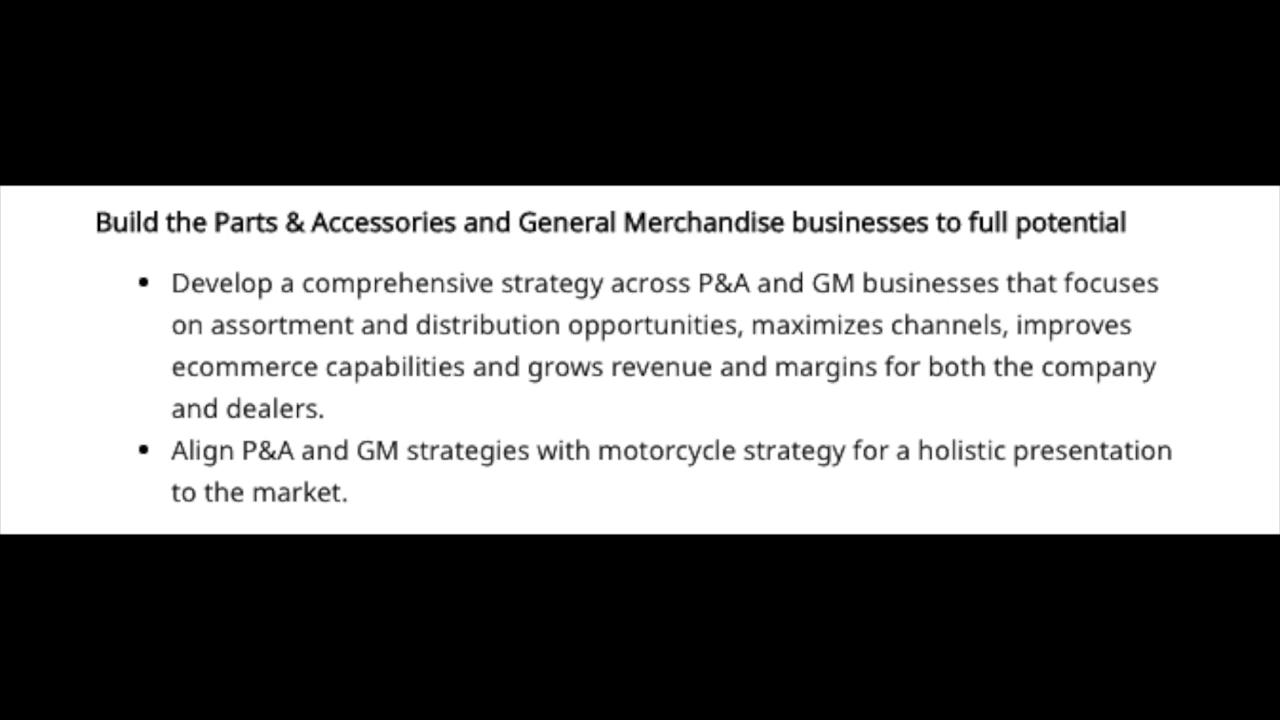 Build the Parts & Accessories and General Merchandise businesses to full potential
• Develop a comprehensive strategy across P&A and GM businesses that focuses
on assortment and distribution opportunities, maximizes channels, improves
ecommerce capabilities and grows revenue and margins for both the company
and dealers.
• Align P&A and GM strategies with motorcycle strategy for a holistic presentation
to the market.